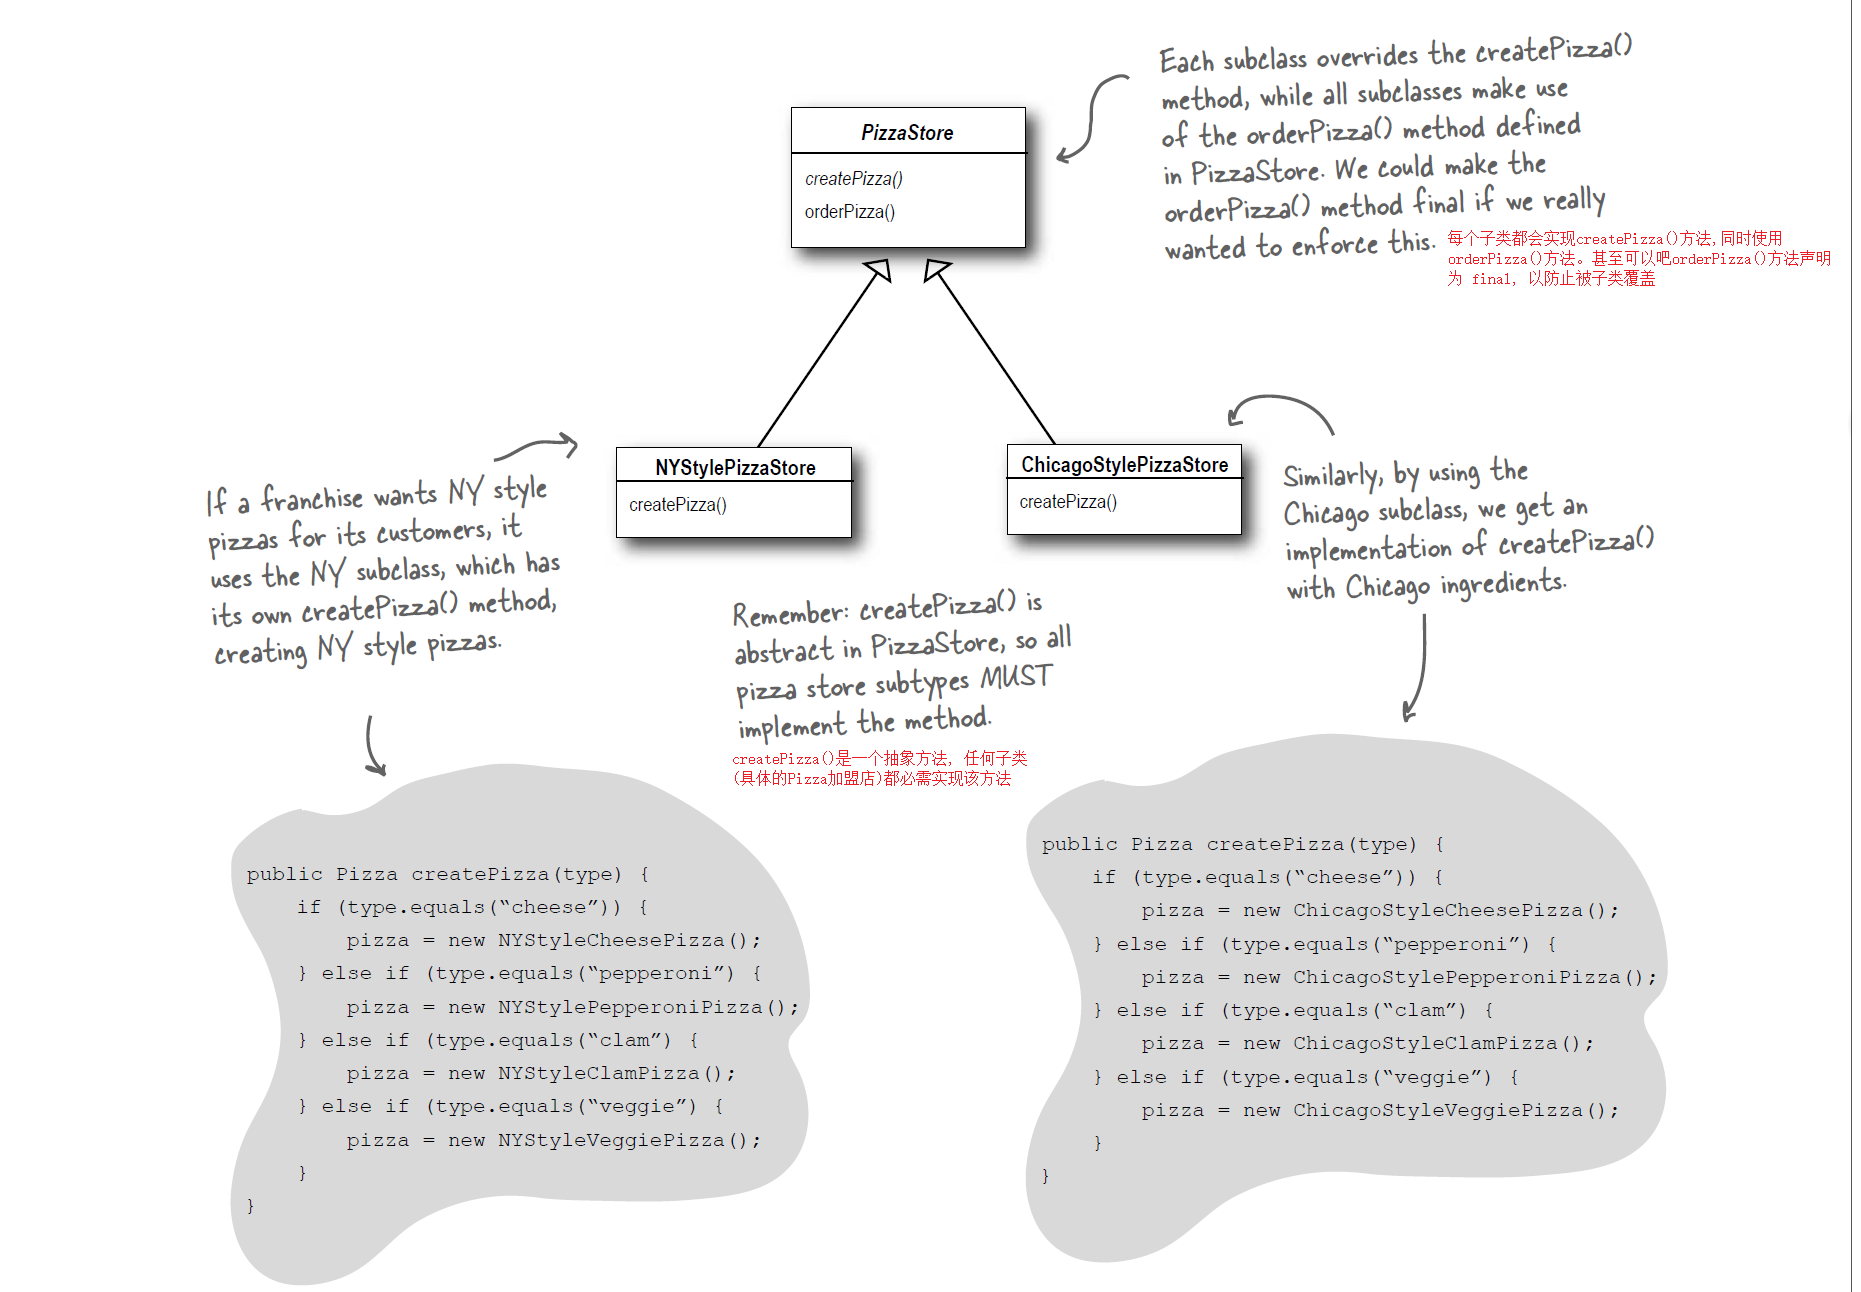 Each subclass overrides the createPizza()
method, while all subclasses make use
of the orderPizza() method defined
in PizzaStore. We could make the
orderPizza() method final if we really
wanted to enforce this.
每个子类都会实现createPizza()方法,同时使用
orderPizza()方法。甚至可以吧orderPizza()方法声明
为 final, 以防止被子类覆盖
PizzaStore
createPizza()
orderPizza()
NYStylePizzaStore
createPizza()
ChicagoStylePizzaStore
createPizza()
If a franchise wants NY style
pizzas for its customers, it
uses the NY subclass, which has
its own createPizza() method,
creating NY style pizzas.
Similarly, by using the
Chicago subclass, we get an
implementation of createPizza()
with Chicago ingredients.
Remember: createPizza() is
abstract in PizzaStore, so all
pizza store subtypes MUST
implement the method.
createPizza()是一个抽象方法, 任何子类
(具体的Pizza加盟店)都必需实现该方法
public Pizza createPizza(type) {
if (type.equals(“cheese”)) {
pizza = new NYStyleCheesePizza();
} else if (type.equals(“pepperoni”) {
pizza = new NYStylePepperoniPizza();
} else if (type.equals(“clam”) {
pizza = new NYStyleClamPizza();
} else if (type.equals(“veggie”) {
pizza = new NYStyleVeggiePizza();
}
}
public Pizza createPizza(type) {
if (type.equals(“cheese”)) {
pizza = new ChicagoStyleCheesePizza();
} else if (type.equals(“pepperoni”) {
pizza = new ChicagoStylePepperoniPizza();
} else if (type.equals(“clam”) {
pizza = new ChicagoStyleClamPizza();
} else if (type.equals(“veggie”) {
pizza = new ChicagoStyleVeggiePizza();
}
}